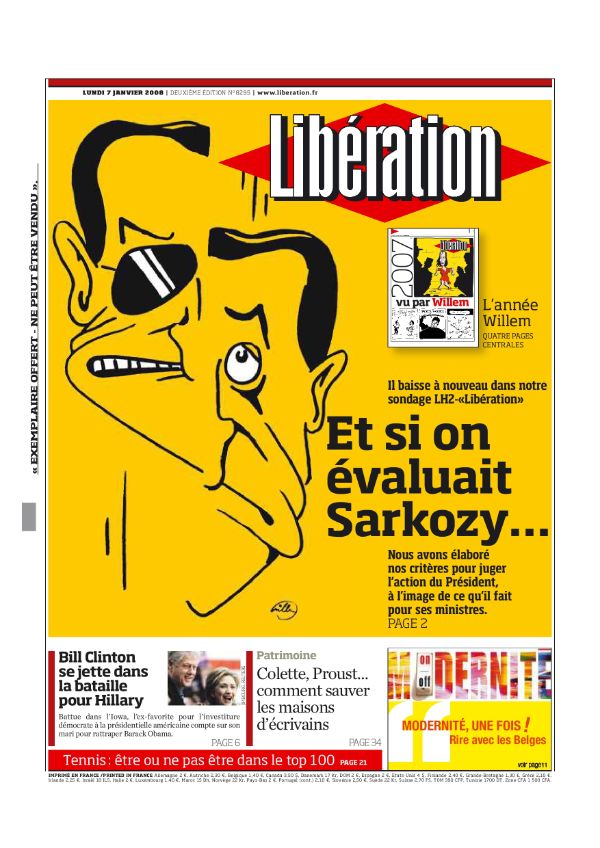 LUNDI 7 JANVIER 2008 | DEUXIÈME ÉDITION N°8299 | www.liberation.fr
Libération
« EXEMPLAIRE OFFERT - NE PEUT ÊTRE VENDU ».
Libération
2007
vu par Willem
L'année
Willem
QUATRE PAGES
CENTRALES
Il baisse à nouveau dans notre
sondage LH2-«Libération»
Et si on
évaluait
Sarkozy...
Nous avons élaboré
nos critères pour juger
l'action du Président,
à l'image de ce qu'il fait
pour ses ministres.
PAGE 2
Bill Clinton
se jette dans
la bataille
pour Hillary
Battue dans l'Iowa, l'ex-favorite pour l'investiture
démocrate à la présidentielle américaine compte sur son
mari pour rattraper Barack Obama.
PAGE 6
Patrimoine
Colette, Proust...
comment sauver
les maisons
d'écrivains
PAGE 34
MODERNITÉ
on
off
MODERNITÉ, UNE FOIS !
Rire avec les Belges
voir page 11
Tennis : être ou ne pas être dans le top 100 PAGE 21
IMPRIMÉ EN FRANCE / PRINTED IN FRANCE